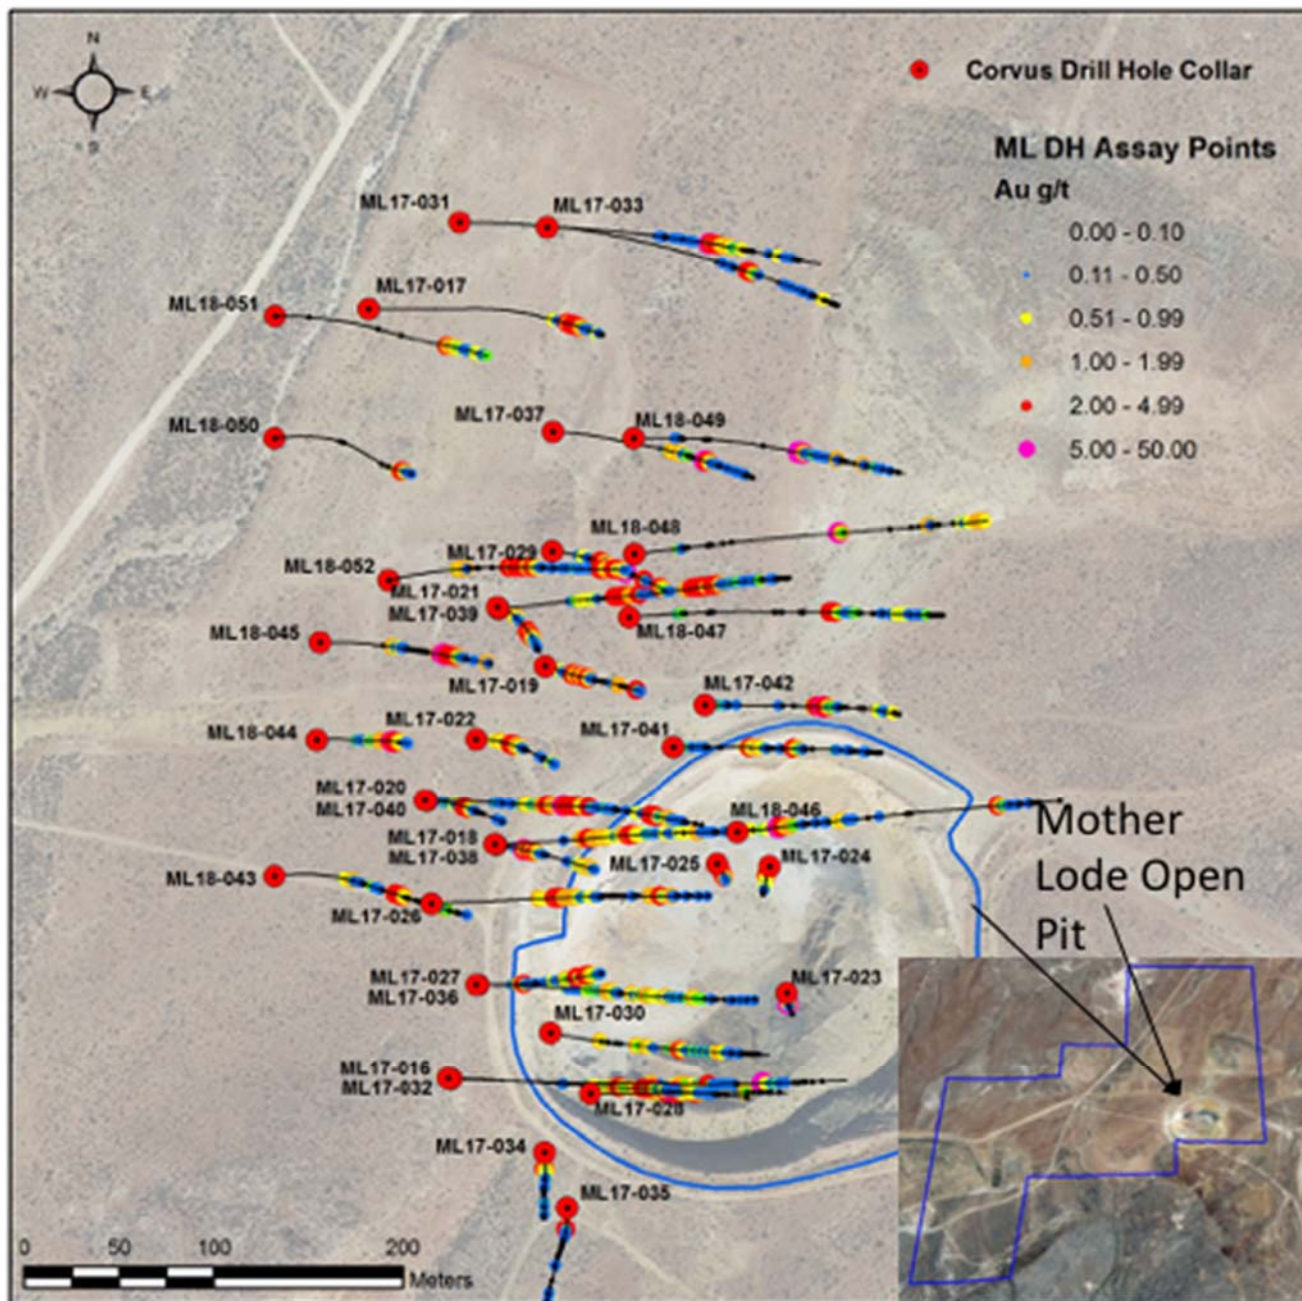 N
W
E
S
Corvus Drill Hole Collar
ML DH Assay Points
Au g/t
0.00 - 0.10
0.11 - 0.50
0.51 - 0.99
1.00 - 1.99
2.00 - 4.99
5.00 - 50.00
ML17-031
ML17-033
ML18-051
ML17-017
ML17-037
ML18-049
ML18-050
ML18-048
ML17-029
ML18-052
ML17-021
ML17-039
ML18-047
ML18-045
ML17-019
ML17-042
ML18-044
ML17-022
ML17-041
ML17-020
ML17-040
ML18-046
ML17-018
ML17-038
ML17-025
ML17-024
ML18-043
ML17-026
Mother
Lode Open
Pit
ML17-027
ML17-036
ML17-023
ML17-030
ML17-016
ML17-032
ML17-028
ML17-034
ML17-035
0
50
100
200
Meters